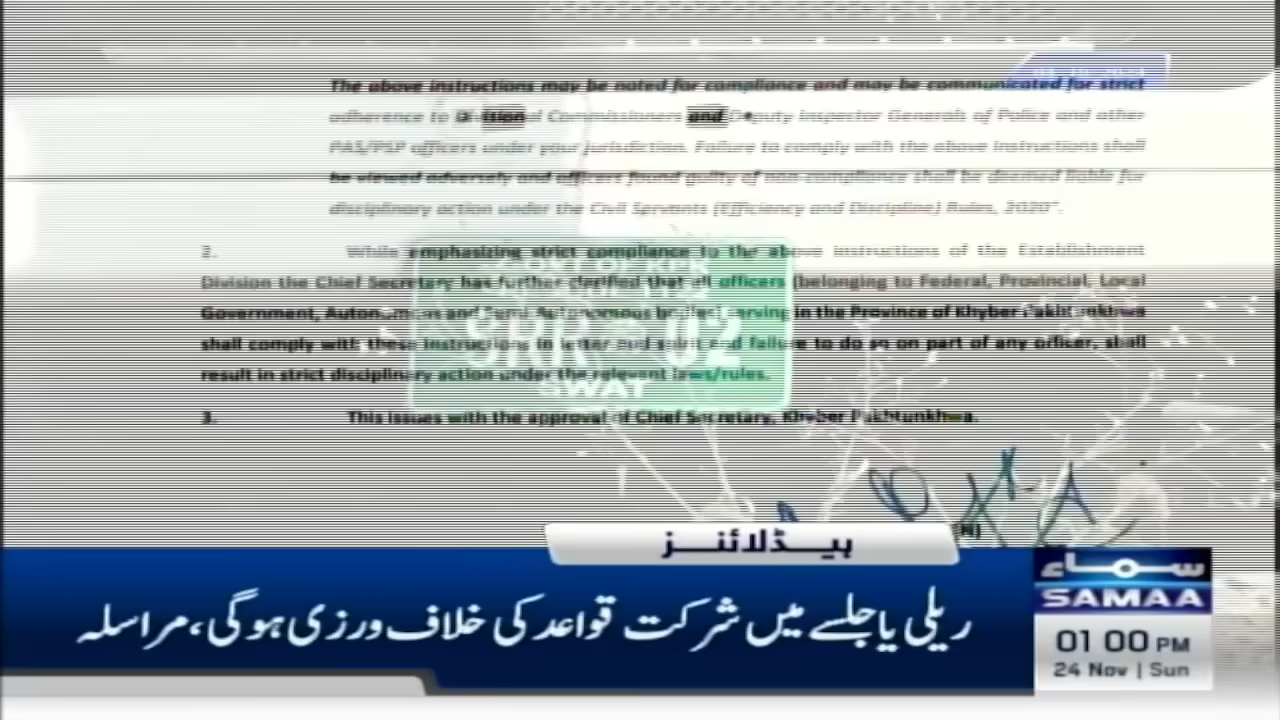 The above instructions may be noted for compliance and may be communicated for strict
adherence to Divisional Commissioners and Deputy Inspector Generals of Police and other
PAS/PSP officers under your jurisdiction. Failure to comply with the above instructions shall
be viewed adversely and officers found guilty of non-compliance shall be deemed liable for
disciplinary action under the Civil Servants (Efficiency and Discipline) Rules, 2020".
2. While emphasizing strict compliance to the above instructions of the Establishment
Division the Chief Secretary has further clarified that all officers (belonging to Federal, Provincial, Local
Government, Autonomous and Semi Autonomous bodies) serving in the Province of Khyber Pakhtunkhwa
shall comply with these instructions in letter and spirit and failure to do so on part of any officer, shall
result in strict disciplinary action under the relevant laws/rules.
3. This issues with the approval of Chief Secretary, Khyber Pakhtunkhwa.
02
SWAT
ہیڈلائنز
ریلی یا جلسے میں شرکت قواعد کی خلاف ورزی ہوگی، مراسلہ
سماء
SAMAA
01 00 PM
24 Nov | Sun